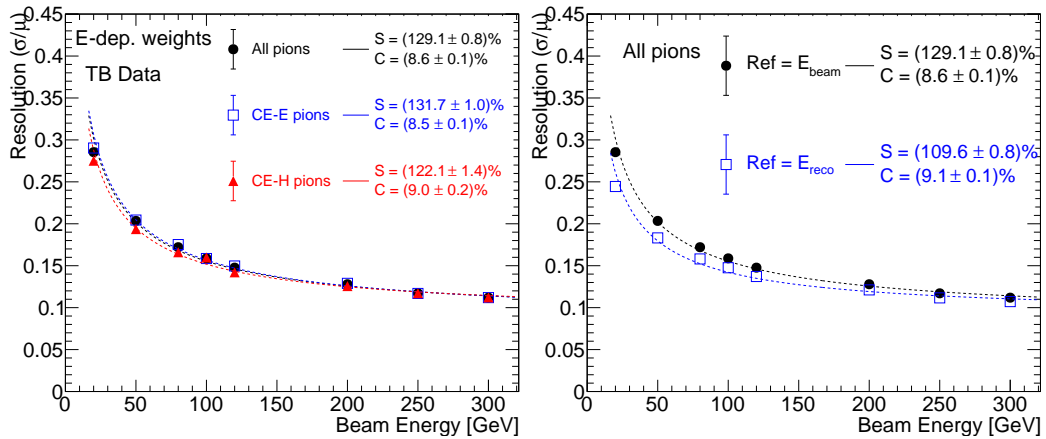 E-dep. weights
TB Data
All pions
S = (129.1 ± 0.8)%
C = (8.6 ± 0.1)%
CE-E pions
S = (131.7 ± 1.0)%
C = (8.5 ± 0.1)%
CE-H pions
S = (122.1 ± 1.4)%
C = (9.0 ± 0.2)%
Resolution (σ/μ)
0.45
0.4
0.35
0.3
0.25
0.2
0.15
0.1
0.05
0
0 50 100 150 200 250 300
Beam Energy [GeV]
All pions
Ref = E_beam
S = (129.1 ± 0.8)%
C = (8.6 ± 0.1)%
Ref = E_reco
S = (109.6 ± 0.8)%
C = (9.1 ± 0.1)%
Resolution (σ/μ)
0.45
0.4
0.35
0.3
0.25
0.2
0.15
0.1
0.05
0
0 50 100 150 200 250 300
Beam Energy [GeV]